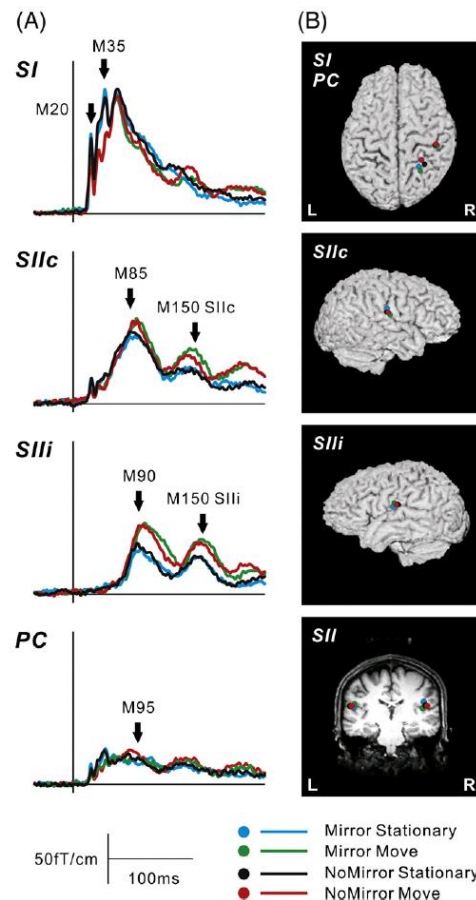 (A)
SI
M35
M20
SIIc
M85
M150 SIIc
SIIi
M90
M150 SIIi
PC
M95
50fT/cm
100ms
(B)
SI
PC
L
R
SIIc
SIIi
SII
L
R
Mirror Stationary
Mirror Move
NoMirror Stationary
NoMirror Move